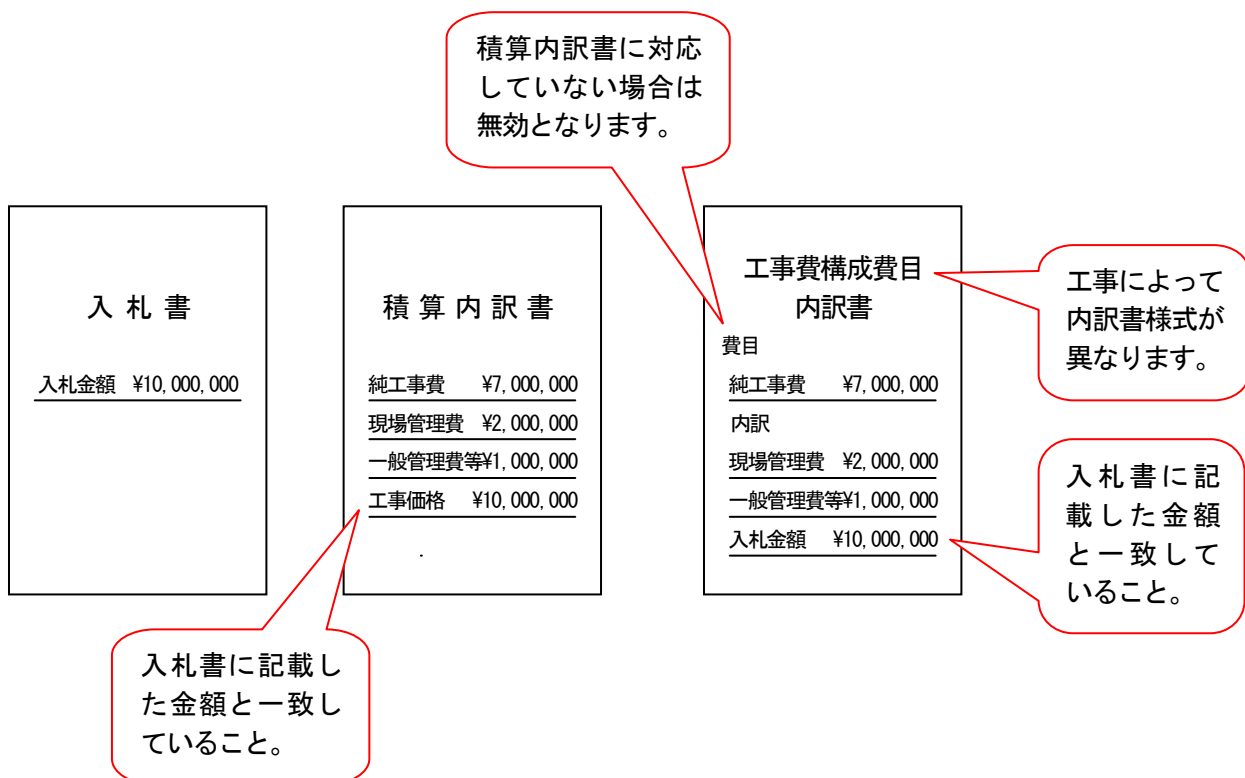 積算内訳書に対応
していない場合は
無効となります。
入札書
入札金額 ¥10,000,000
積算内訳書
純工事費 ¥7,000,000
現場管理費 ¥2,000,000
一般管理費等¥1,000,000
工事価格 ¥10,000,000
.
工事費構成費目
内訳書
費目
純工事費 ¥7,000,000
内訳
現場管理費 ¥2,000,000
一般管理費等¥1,000,000
入札金額 ¥10,000,000
工事によって
内訳書様式が
異なります。
入札書に記
載した金額
と一致して
いること。
入札書に記載し
た金額と一致し
ていること。